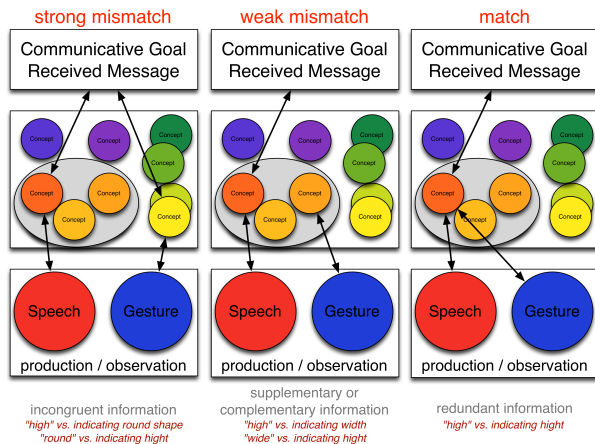 strong mismatch
Communicative Goal
Received Message
Concept
Concept
Concept
Concept
Concept
Concept
Concept
Concept
Speech
Gesture
production / observation
incongruent information
"high" vs. indicating round shape
"round" vs. indicating hight
weak mismatch
Communicative Goal
Received Message
Concept
Concept
Concept
Concept
Concept
Concept
Concept
Concept
Speech
Gesture
production / observation
supplementary or
complementary information
"high" vs. indicating width
"wide" vs. indicating hight
match
Communicative Goal
Received Message
Concept
Concept
Concept
Concept
Concept
Concept
Concept
Concept
Speech
Gesture
production / observation
redundant information
"high" vs. indicating hight